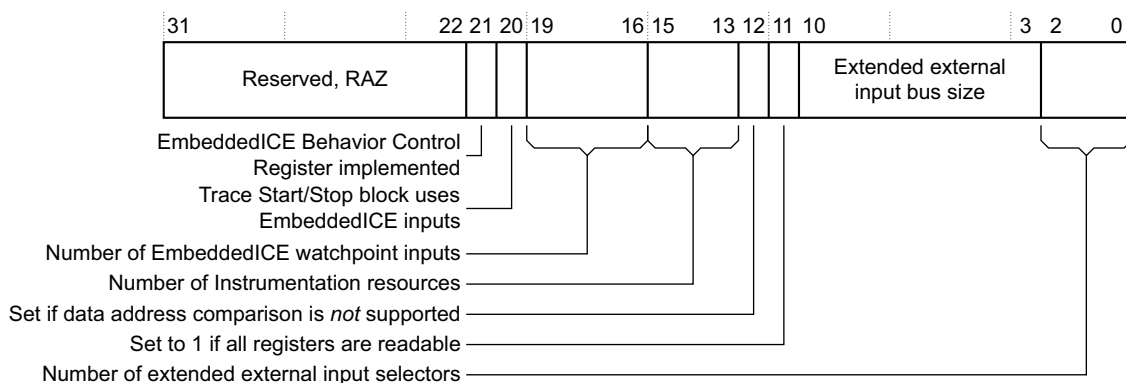 31 22 21 20 19 16 15 13 12 11 10 3 2 0
Reserved, RAZ
Extended external
input bus size
EmbeddedICE Behavior Control
Register implemented
Trace Start/Stop block uses
EmbeddedICE inputs
Number of EmbeddedICE watchpoint inputs
Number of Instrumentation resources
Set if data address comparison is not supported
Set to 1 if all registers are readable
Number of extended external input selectors